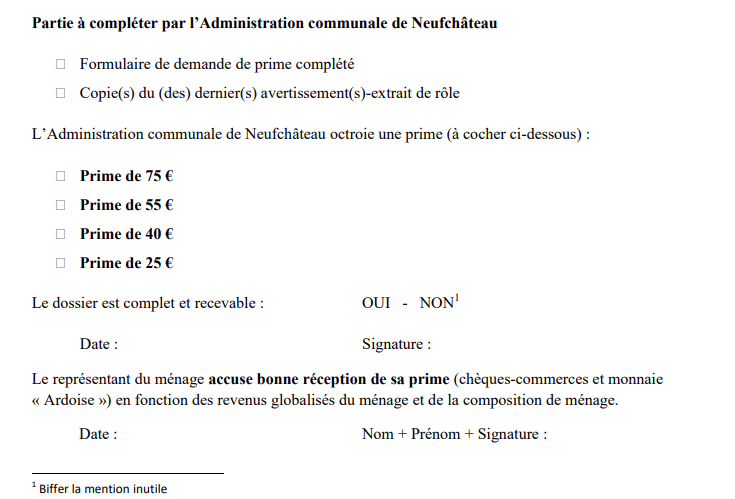 Partie à compléter par l’Administration communale de Neufchâteau
☐ Formulaire de demande de prime complété
☐ Copie(s) du (des) dernier(s) avertissement(s)-extrait de rôle
L’Administration communale de Neufchâteau octroie une prime (à cocher ci-dessous) :
☐ Prime de 75 €
☐ Prime de 55 €
☐ Prime de 40 €
☐ Prime de 25 €
Le dossier est complet et recevable : OUI - NON¹
Date : Signature :
Le représentant du ménage accuse bonne réception de sa prime (chèques-commerces et monnaie
« Ardoise ») en fonction des revenus globalisés du ménage et de la composition de ménage.
Date : Nom + Prénom + Signature :
¹ Biffer la mention inutile